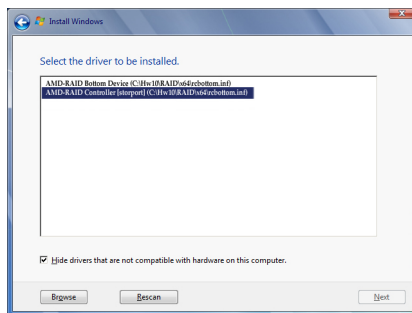 Install Windows
Select the driver to be installed.
AMD-RAID Bottom Device (C:\Hw10\RAID\x64\rcbottom.inf)
AMD-RAID Controller [storport] (C:\Hw10\RAID\x64\rcbottom.inf)
Hide drivers that are not compatible with hardware on this computer.
Browse Rescan Next